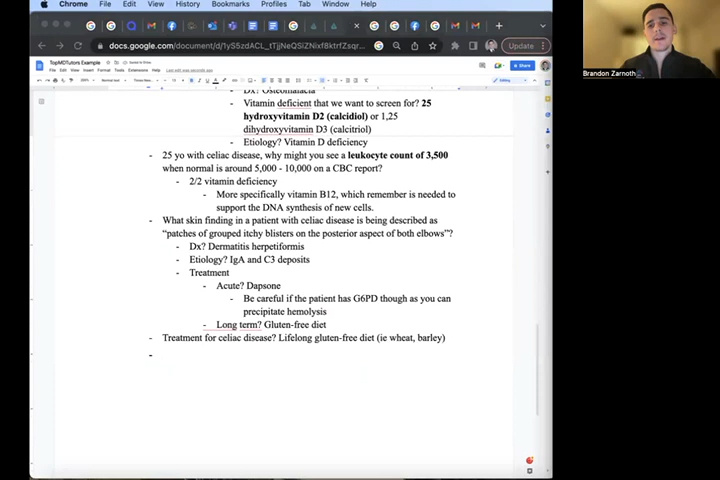 Chrome File Edit View History Bookmarks Profiles Tab Window Help
docs.google.com/document/d/1yS5zdACL_tTjjNeQSiZNixfBktrfZsqr... Update
TopMDTutors Example
File Edit View Insert Format Tools Extensions Help
Share
Editing
- Dx? Osteomalacia
- Vitamin deficient that we want to screen for? 25
hydroxyvitamin D2 (calcidiol) or 1,25
dihydroxyvitamin D3 (calcitriol)
- Etiology? Vitamin D deficiency
- 25 yo with celiac disease, why might you see a leukocyte count of 3,500
when normal is around 5,000 - 10,000 on a CBC report?
- 2/2 vitamin deficiency
- More specifically vitamin B12, which remember is needed to
support the DNA synthesis of new cells.
- What skin finding in a patient with celiac disease is being described as
“patches of grouped itchy blisters on the posterior aspect of both elbows”?
- Dx? Dermatitis herpetiformis
- Etiology? IgA and C3 deposits
- Treatment
- Acute? Dapsone
- Be careful if the patient has G6PD though as you can
precipitate hemolysis
- Long term? Gluten-free diet
- Treatment for celiac disease? Lifelong gluten-free diet (ie wheat, barley)
-
Brandon Zarnoth